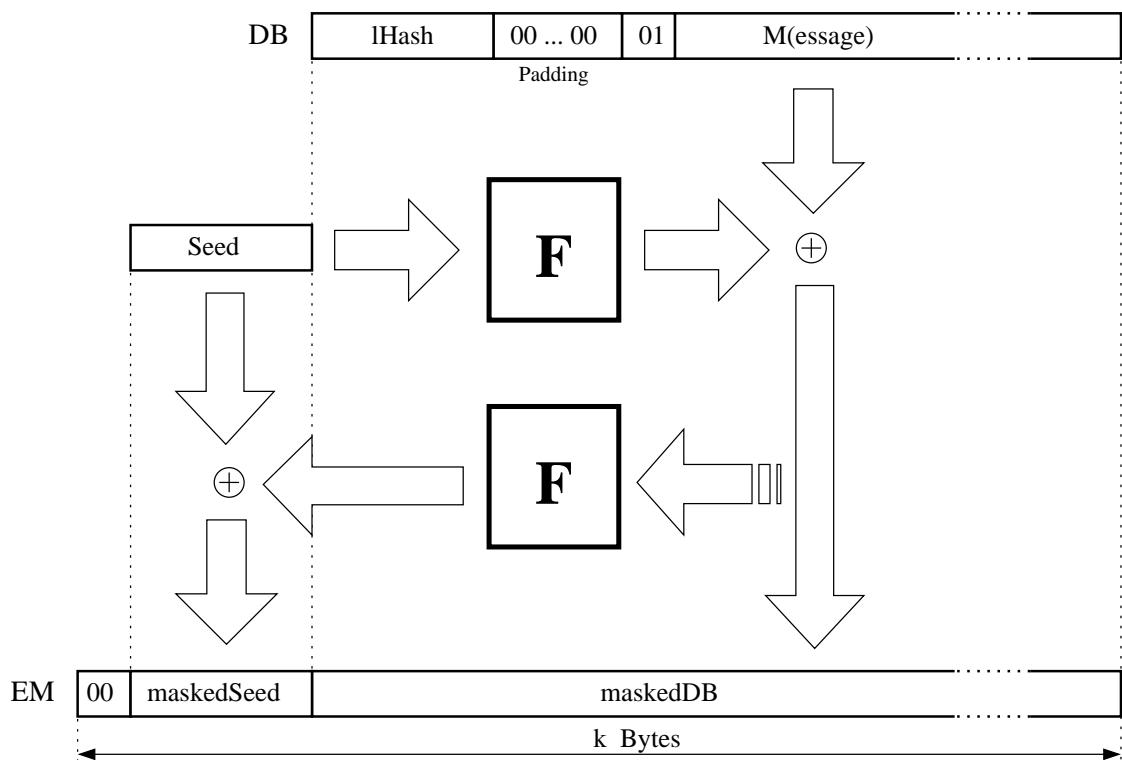 DB lHash 00 ... 00 01 M(essage)
Padding
Seed F
F
EM 00 maskedSeed maskedDB
k Bytes